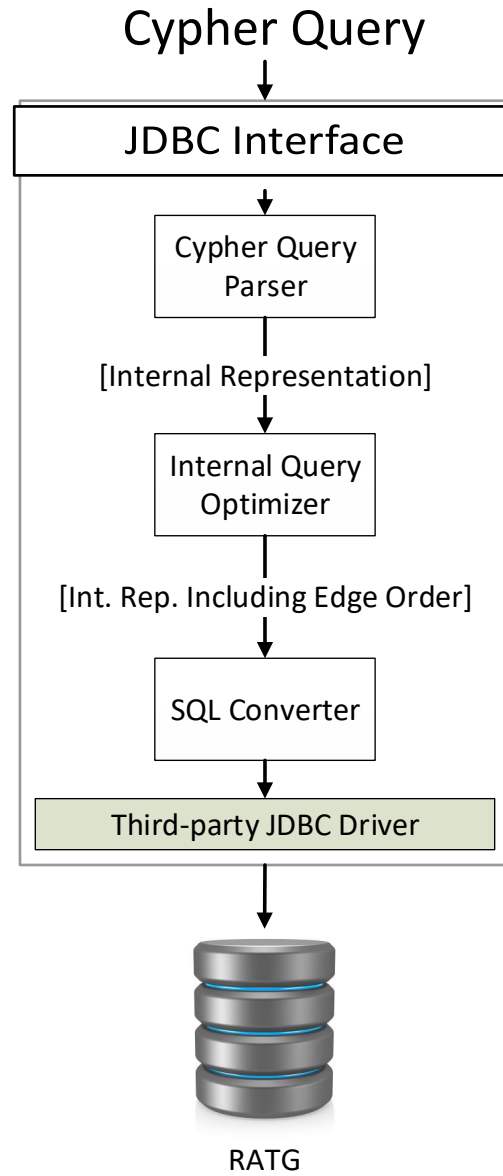 Cypher Query
JDBC Interface
Cypher Query
Parser
[Internal Representation]
Internal Query
Optimizer
[Int. Rep. Including Edge Order]
SQL Converter
Third-party JDBC Driver
RATG